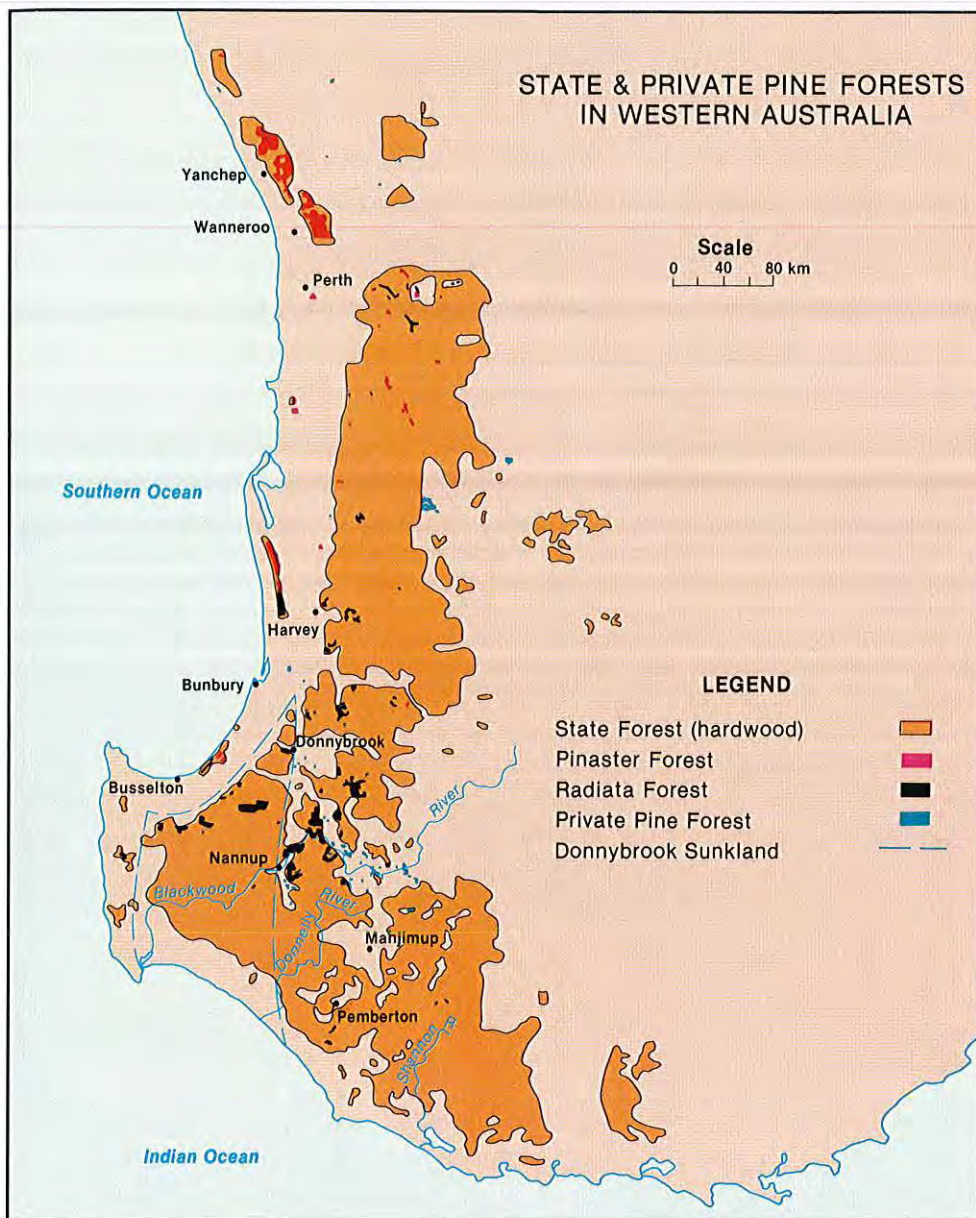 STATE & PRIVATE PINE FORESTS
IN WESTERN AUSTRALIA
Yanchep
Wanneroo
Perth
Scale
0 40 80 km
Southern Ocean
Harvey
Bunbury
LEGEND
State Forest (hardwood)
Pinaster Forest
Radiata Forest
Private Pine Forest
Donnybrook Sunkland
Donnybrook
Busselton
River
Nannup
Blackwood
River
Donnelly
Manjimup
Pemberton
Shannon
R
Indian Ocean